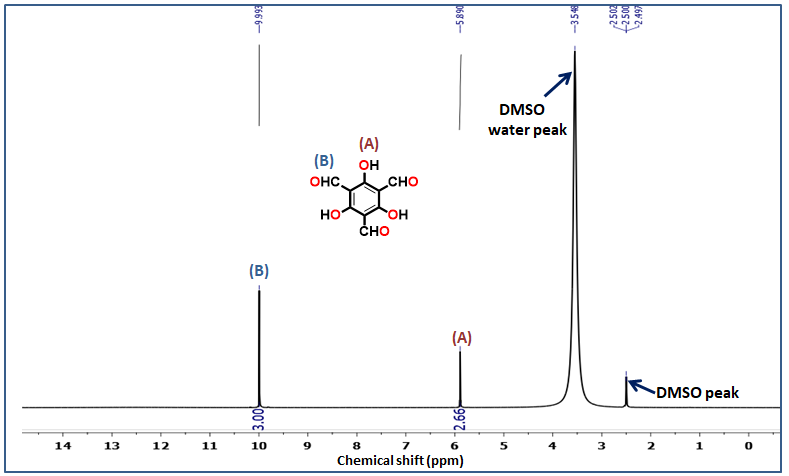 9.993
5.890
3.548
2.502
2.500
2.497
DMSO
water peak
(A)
(B)
OH
OHC
CHO
HO
OH
CHO
(B)
(A)
DMSO peak
3.00
2.66
14 13 12 11 10 9 8 7 6 5 4 3 2 1 0
Chemical shift (ppm)